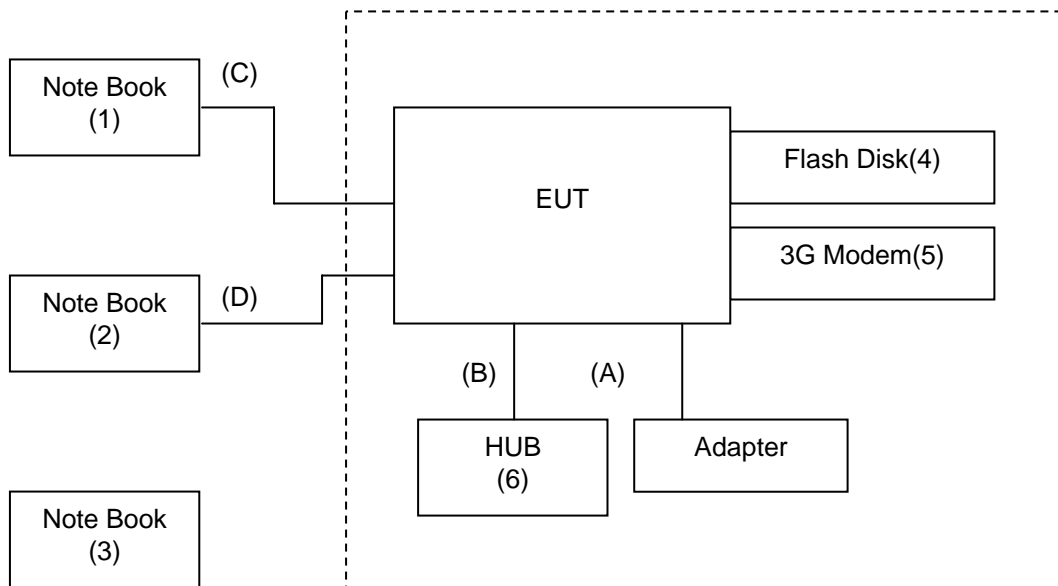 Note Book
(1)
(C)
EUT
Flash Disk(4)
3G Modem(5)
Note Book
(2)
(D)
(B)
(A)
HUB
(6)
Adapter
Note Book
(3)